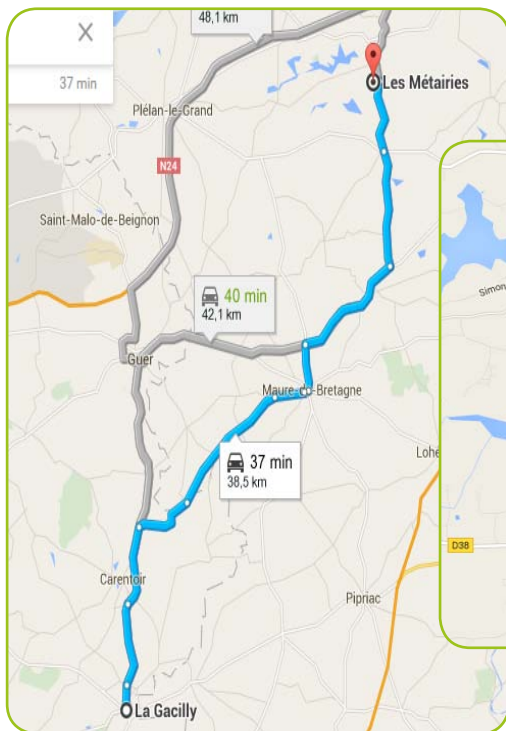 48,1 km
37 min
Les Métairies
Plélan-le-Grand
N24
Saint-Malo-de-Beignon
Simon
40 min
42,1 km
Guer
Maure-de-Bretagne
Lohé
37 min
38,5 km
D38
Carentoir
Pipriac
La Gacilly